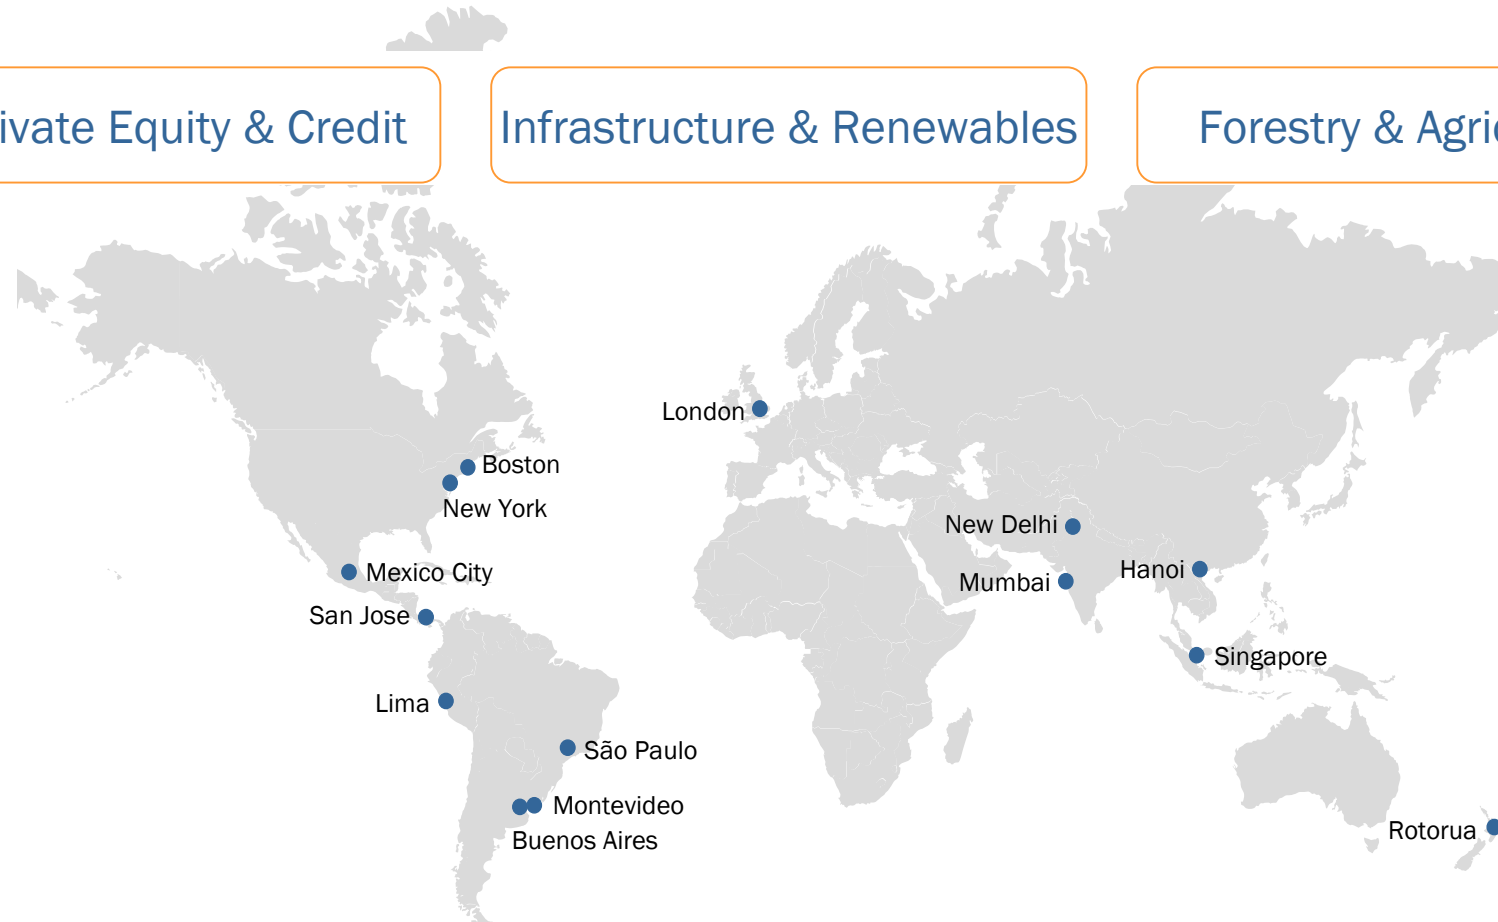 ivate Equity & Credit
Infrastructure & Renewables
Forestry & Agri
London
Boston
New York
New Delhi
Hanoi
Mexico City
Mumbai
San Jose
Singapore
Lima
São Paulo
Montevideo
Rotorua
Buenos Aires